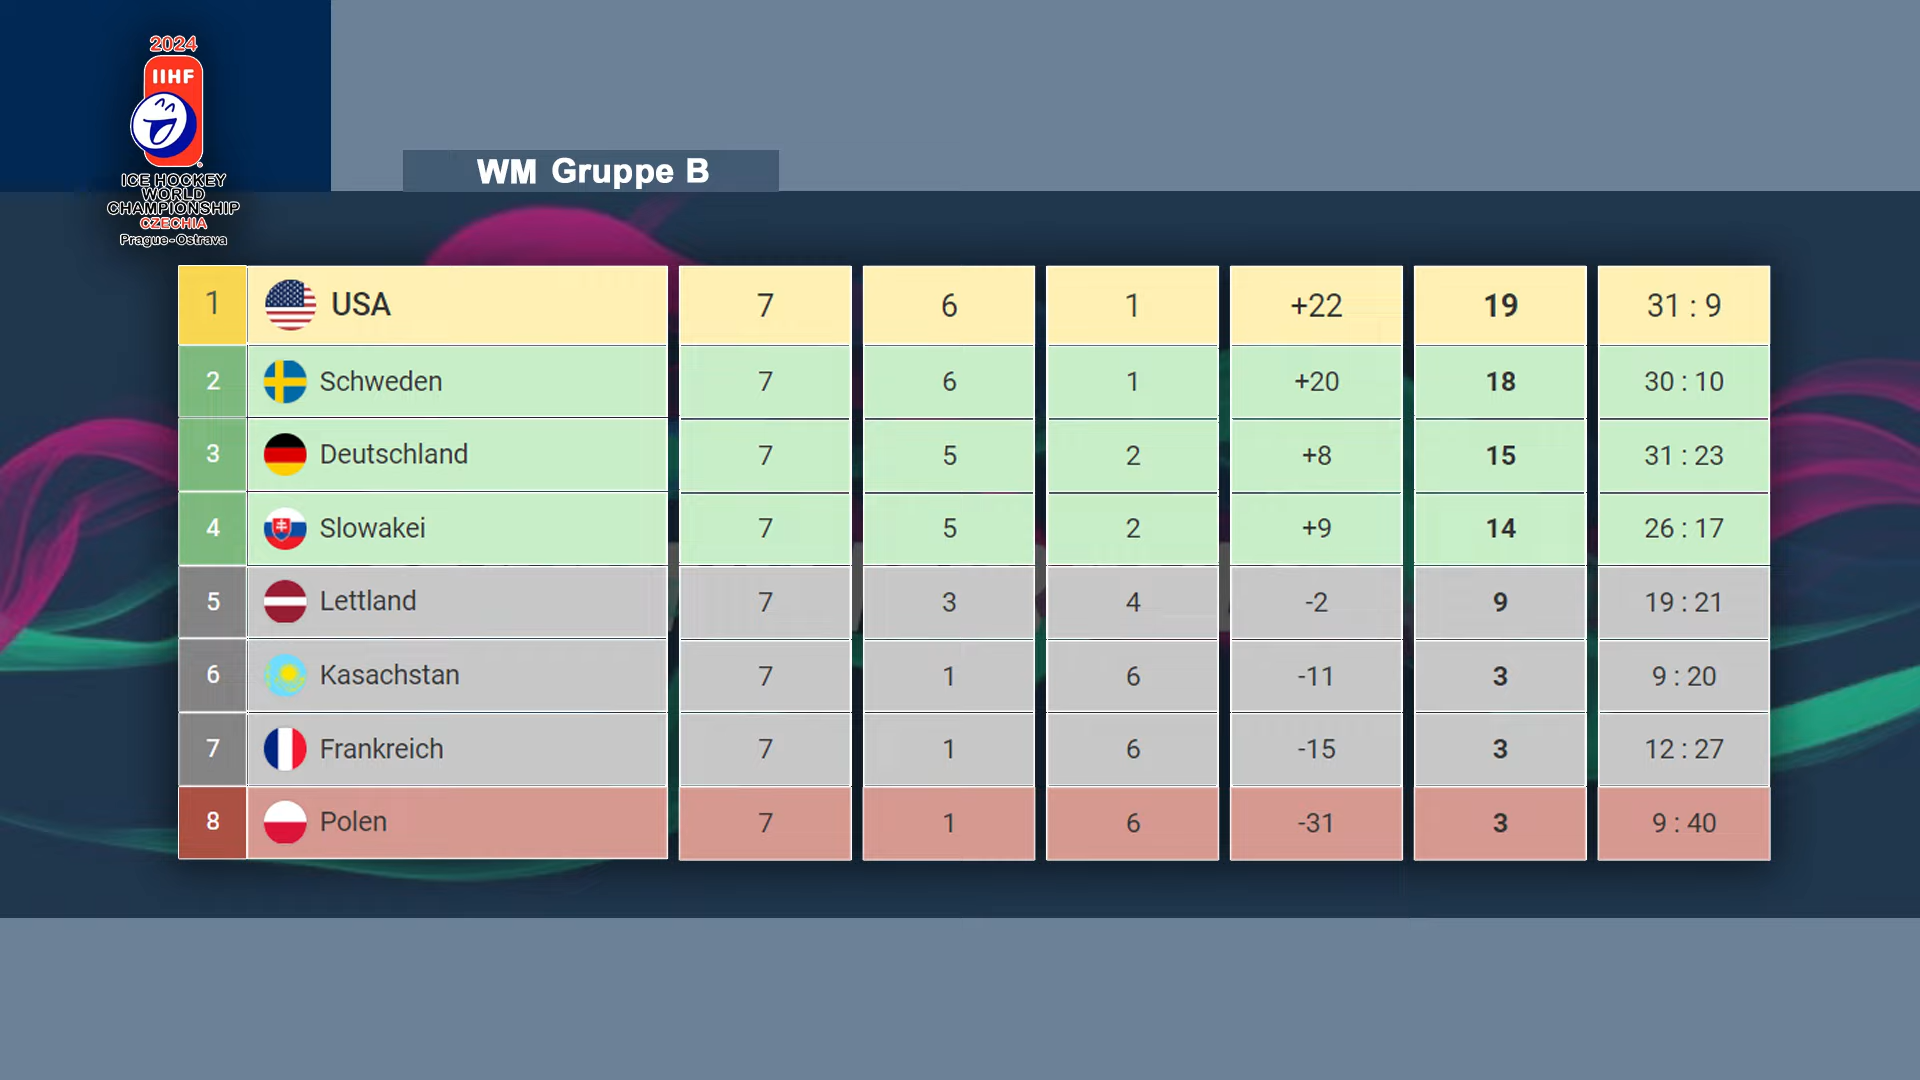 2024
IIHF
ICE HOCKEY
WORLD
CHAMPIONSHIP
CZECHIA
Prague-Ostrava
WM Gruppe B
1 USA 7 6 1 +22 19 31 : 9
2 Schweden 7 6 1 +20 18 30 : 10
3 Deutschland 7 5 2 +8 15 31 : 23
4 Slowakei 7 5 2 +9 14 26 : 17
5 Lettland 7 3 4 -2 9 19 : 21
6 Kasachstan 7 1 6 -11 3 9 : 20
7 Frankreich 7 1 6 -15 3 12 : 27
8 Polen 7 1 6 -31 3 9 : 40